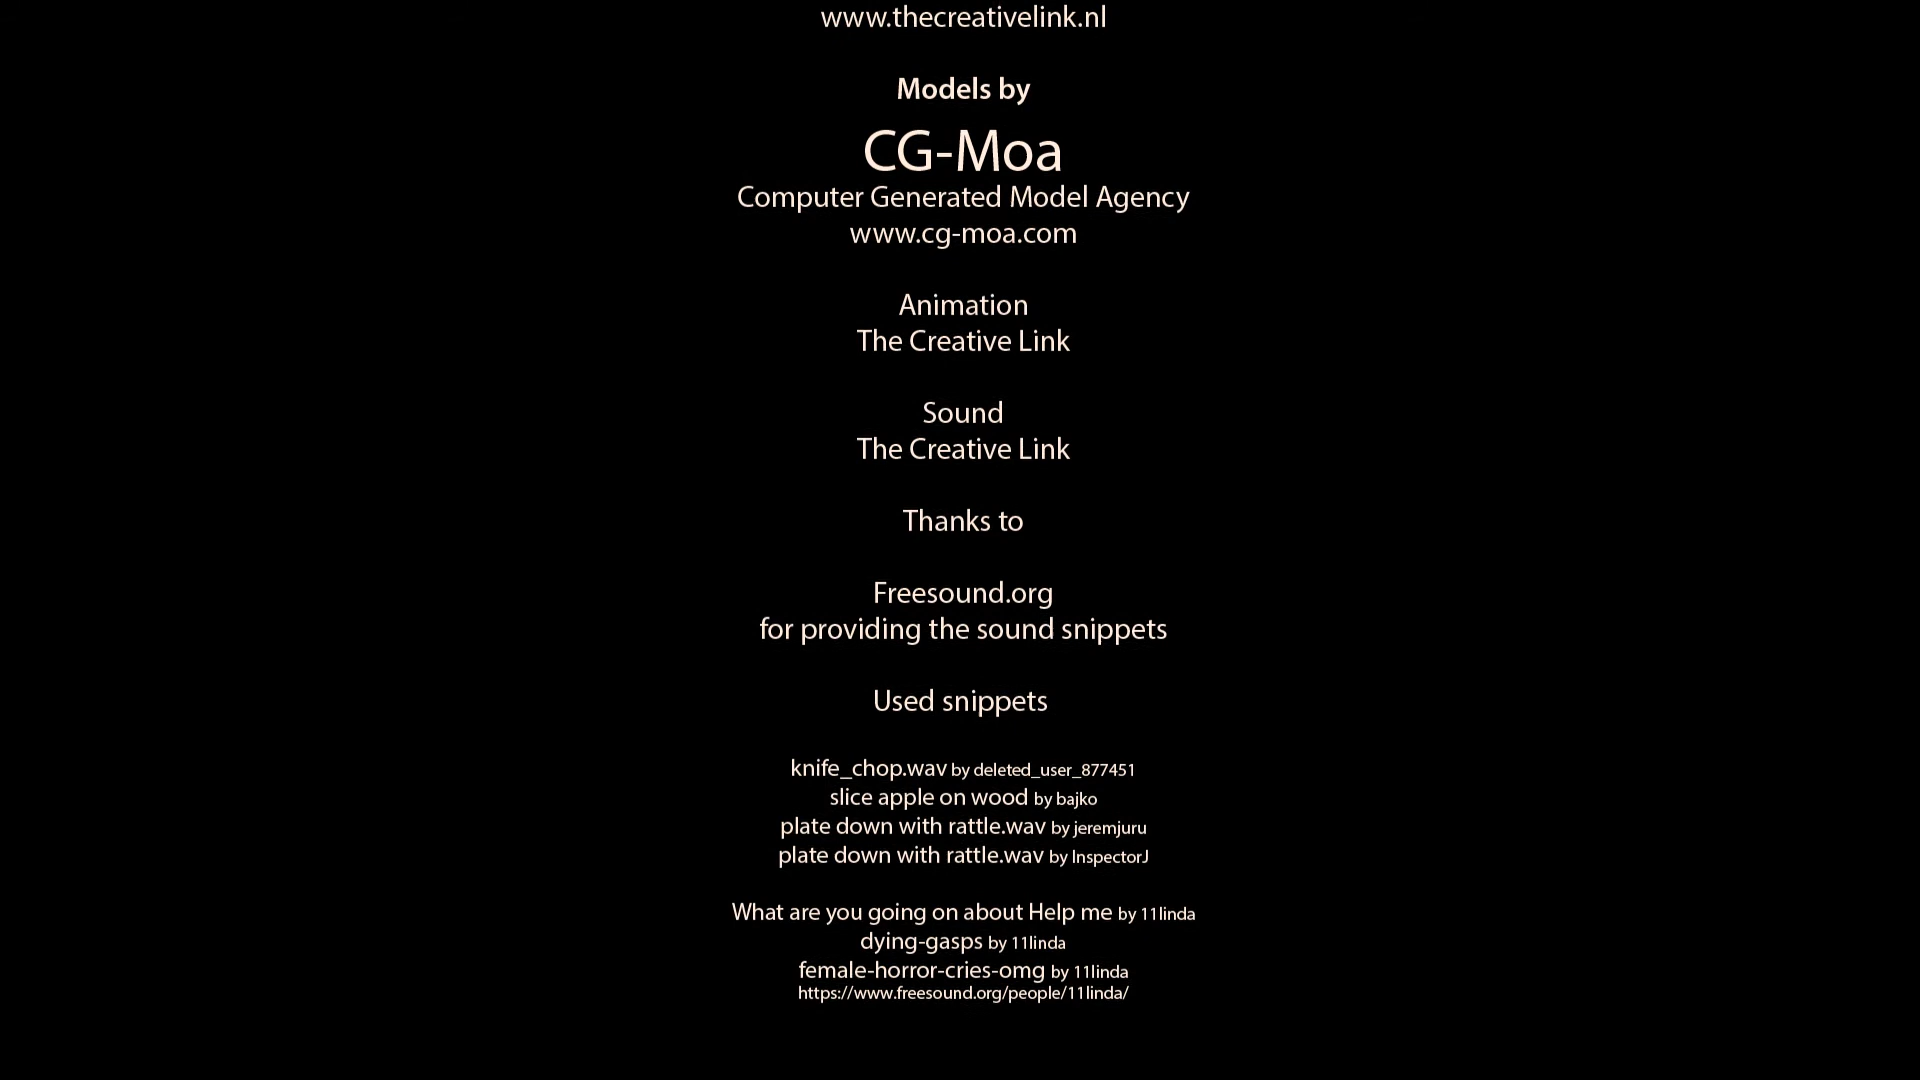 www.thecreativelink.nl
Models by
CG-Moa
Computer Generated Model Agency
www.cg-moa.com
Animation
The Creative Link
Sound
The Creative Link
Thanks to
Freesound.org
for providing the sound snippets
Used snippets
knife_chop.wav by deleted_user_877451
slice apple on wood by bajko
plate down with rattle.wav by jeremjuru
plate down with rattle.wav by InspectorJ
What are you going on about Help me by 11linda
dying-gasps by 11linda
female-horror-cries-omg by 11linda
https://www.freesound.org/people/11linda/